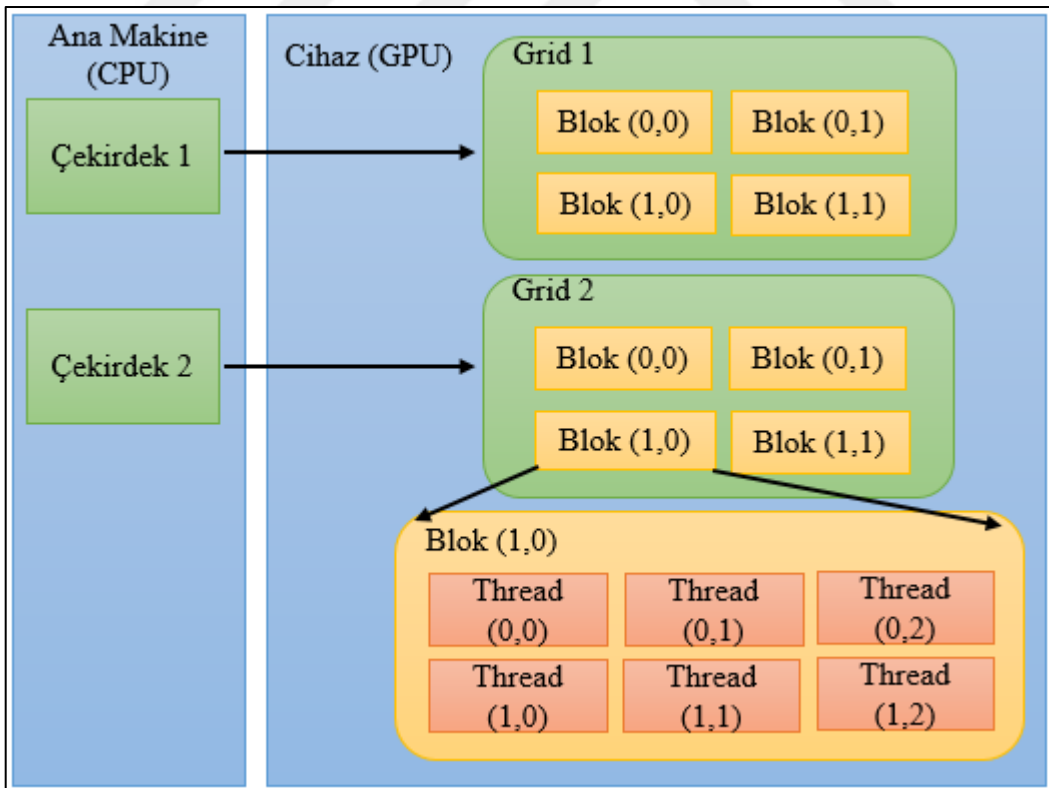 Ana Makine
(CPU)
Çekirdek 1
Çekirdek 2
Cihaz (GPU)
Grid 1
Blok (0,0)
Blok (0,1)
Blok (1,0)
Blok (1,1)
Grid 2
Blok (0,0)
Blok (0,1)
Blok (1,0)
Blok (1,1)
Blok (1,0)
Thread
(0,0)
Thread
(0,1)
Thread
(0,2)
Thread
(1,0)
Thread
(1,1)
Thread
(1,2)